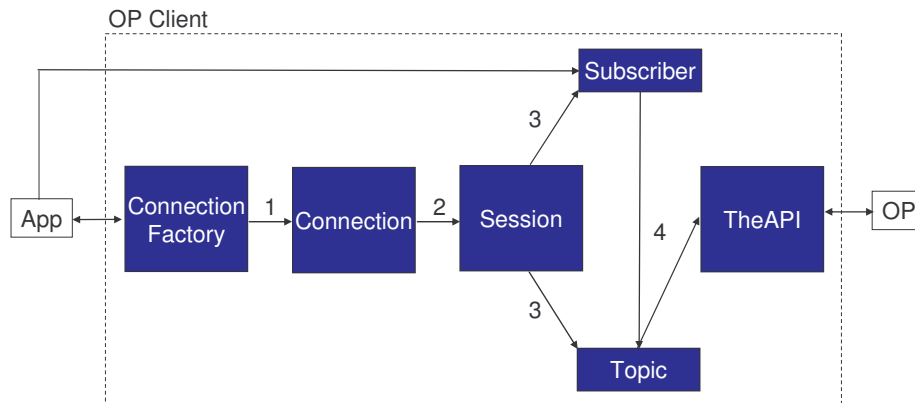 OP Client
Subscriber
3
App
Connection
Factory
1
Connection
2
Session
4
TheAPI
OP
3
Topic